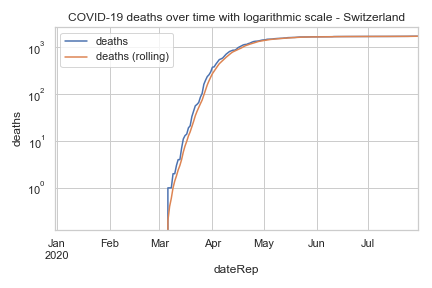 COVID-19 deaths over time with logarithmic scale - Switzerland
deaths
deaths (rolling)
10³
10²
10¹
10⁰
deaths
Jan Feb Mar Apr May Jun Jul
2020
dateRep